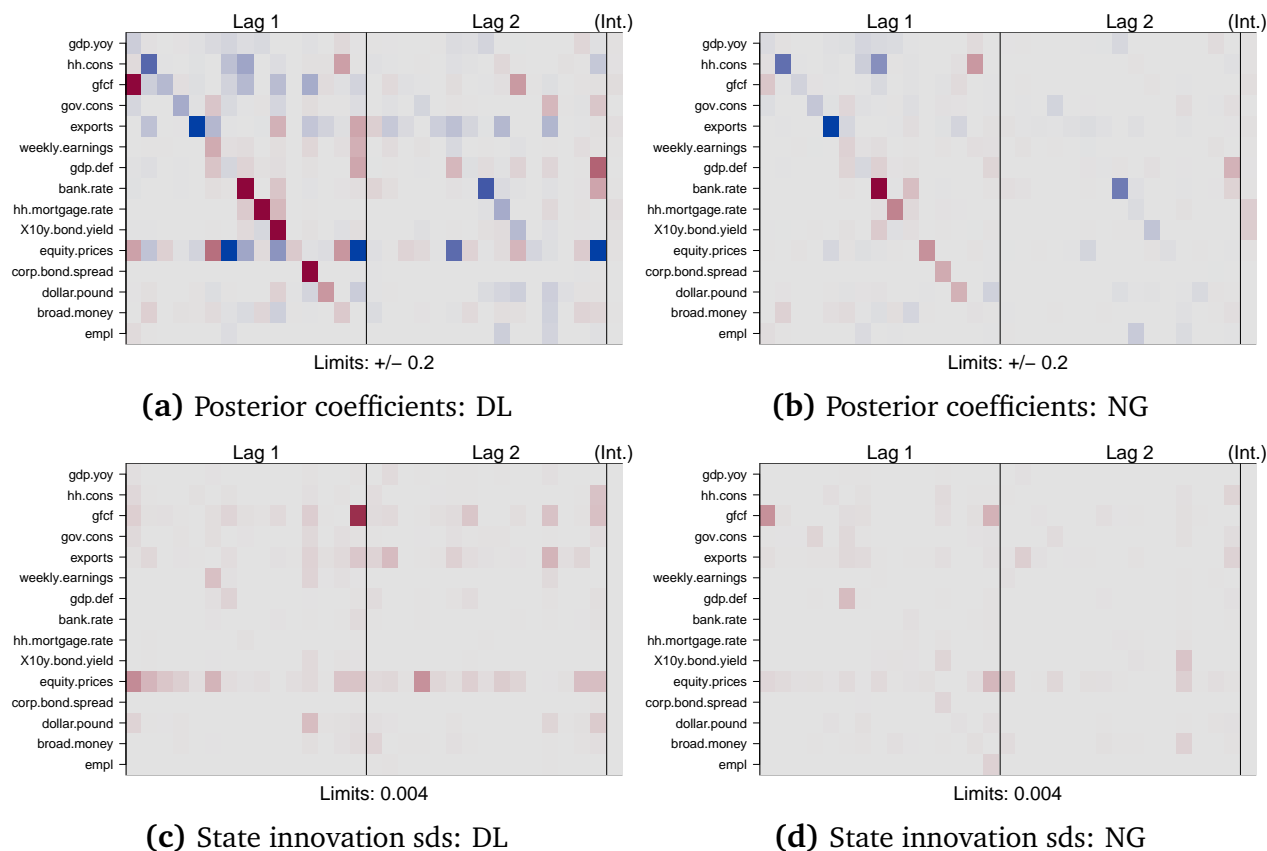 Lag 1 Lag 2 (Int.)
gdp.yoy
hh.cons
gfcf
gov.cons
exports
weekly.earnings
gdp.def
bank.rate
hh.mortgage.rate
X10y.bond.yield
equity.prices
corp.bond.spread
dollar.pound
broad.money
empl
Limits: +/− 0.2
(a) Posterior coefficients: DL
Lag 1 Lag 2 (Int.)
gdp.yoy
hh.cons
gfcf
gov.cons
exports
weekly.earnings
gdp.def
bank.rate
hh.mortgage.rate
X10y.bond.yield
equity.prices
corp.bond.spread
dollar.pound
broad.money
empl
Limits: +/− 0.2
(b) Posterior coefficients: NG
Lag 1 Lag 2 (Int.)
gdp.yoy
hh.cons
gfcf
gov.cons
exports
weekly.earnings
gdp.def
bank.rate
hh.mortgage.rate
X10y.bond.yield
equity.prices
corp.bond.spread
dollar.pound
broad.money
empl
Limits: 0.004
(c) State innovation sds: DL
Lag 1 Lag 2 (Int.)
gdp.yoy
hh.cons
gfcf
gov.cons
exports
weekly.earnings
gdp.def
bank.rate
hh.mortgage.rate
X10y.bond.yield
equity.prices
corp.bond.spread
dollar.pound
broad.money
empl
Limits: 0.004
(d) State innovation sds: NG